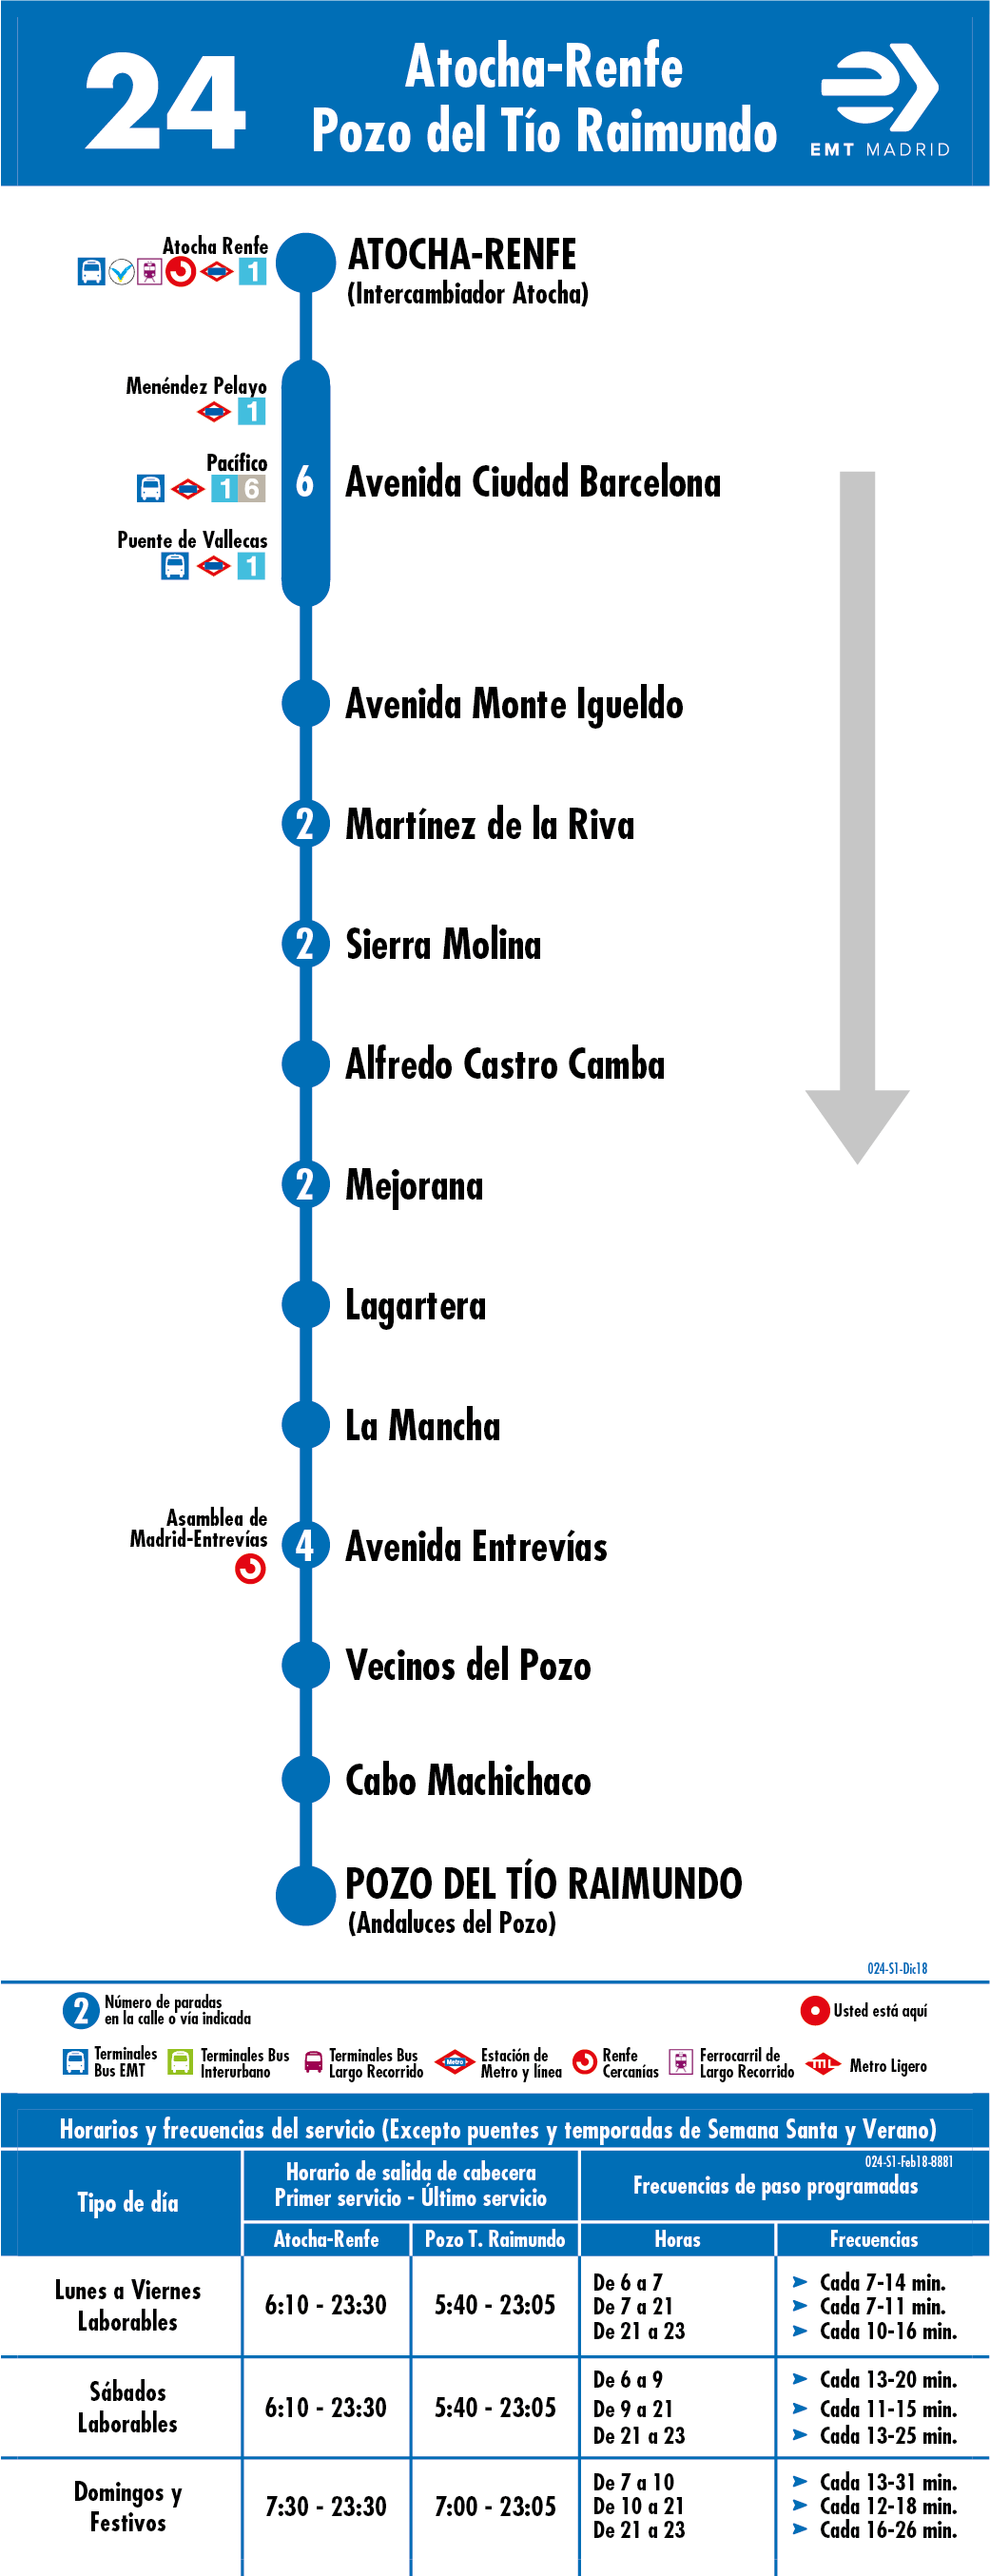 24
Atocha-Renfe
Pozo del Tío Raimundo
EMT MADRID
Atocha Renfe
1
ATOCHA-RENFE
(Intercambiador Atocha)
Menéndez Pelayo
1
Pacífico
1 6
6
Avenida Ciudad Barcelona
Puente de Vallecas
1
Avenida Monte Igueldo
2
Martínez de la Riva
2
Sierra Molina
Alfredo Castro Camba
2
Mejorana
Lagartera
La Mancha
Asamblea de
Madrid-Entrevías
4
Avenida Entrevías
Vecinos del Pozo
Cabo Machichaco
POZO DEL TÍO RAIMUNDO
(Andaluces del Pozo)
024-S1-Dic18
2
Número de paradas
en la calle o vía indicada
Usted está aquí
Terminales
Bus EMT
Terminales Bus
Interurbano
Terminales Bus
Largo Recorrido
Metro
Estación de
Metro y línea
Renfe
Cercanías
Ferrocarril de
Largo Recorrido
mL
Metro Ligero
Horarios y frecuencias del servicio (Excepto puentes y temporadas de Semana Santa y Verano)
024-S1-Feb18-8881
Tipo de día
Horario de salida de cabecera
Primer servicio - Último servicio
Frecuencias de paso programadas
Atocha-Renfe
Pozo T. Raimundo
Horas
Frecuencias
Lunes a Viernes
Laborables
6:10 - 23:30
5:40 - 23:05
De 6 a 7
Cada 7-14 min.
De 7 a 21
Cada 7-11 min.
De 21 a 23
Cada 10-16 min.
Sábados
Laborables
6:10 - 23:30
5:40 - 23:05
De 6 a 9
Cada 13-20 min.
De 9 a 21
Cada 11-15 min.
De 21 a 23
Cada 13-25 min.
Domingos y
Festivos
7:30 - 23:30
7:00 - 23:05
De 7 a 10
Cada 13-31 min.
De 10 a 21
Cada 12-18 min.
De 21 a 23
Cada 16-26 min.